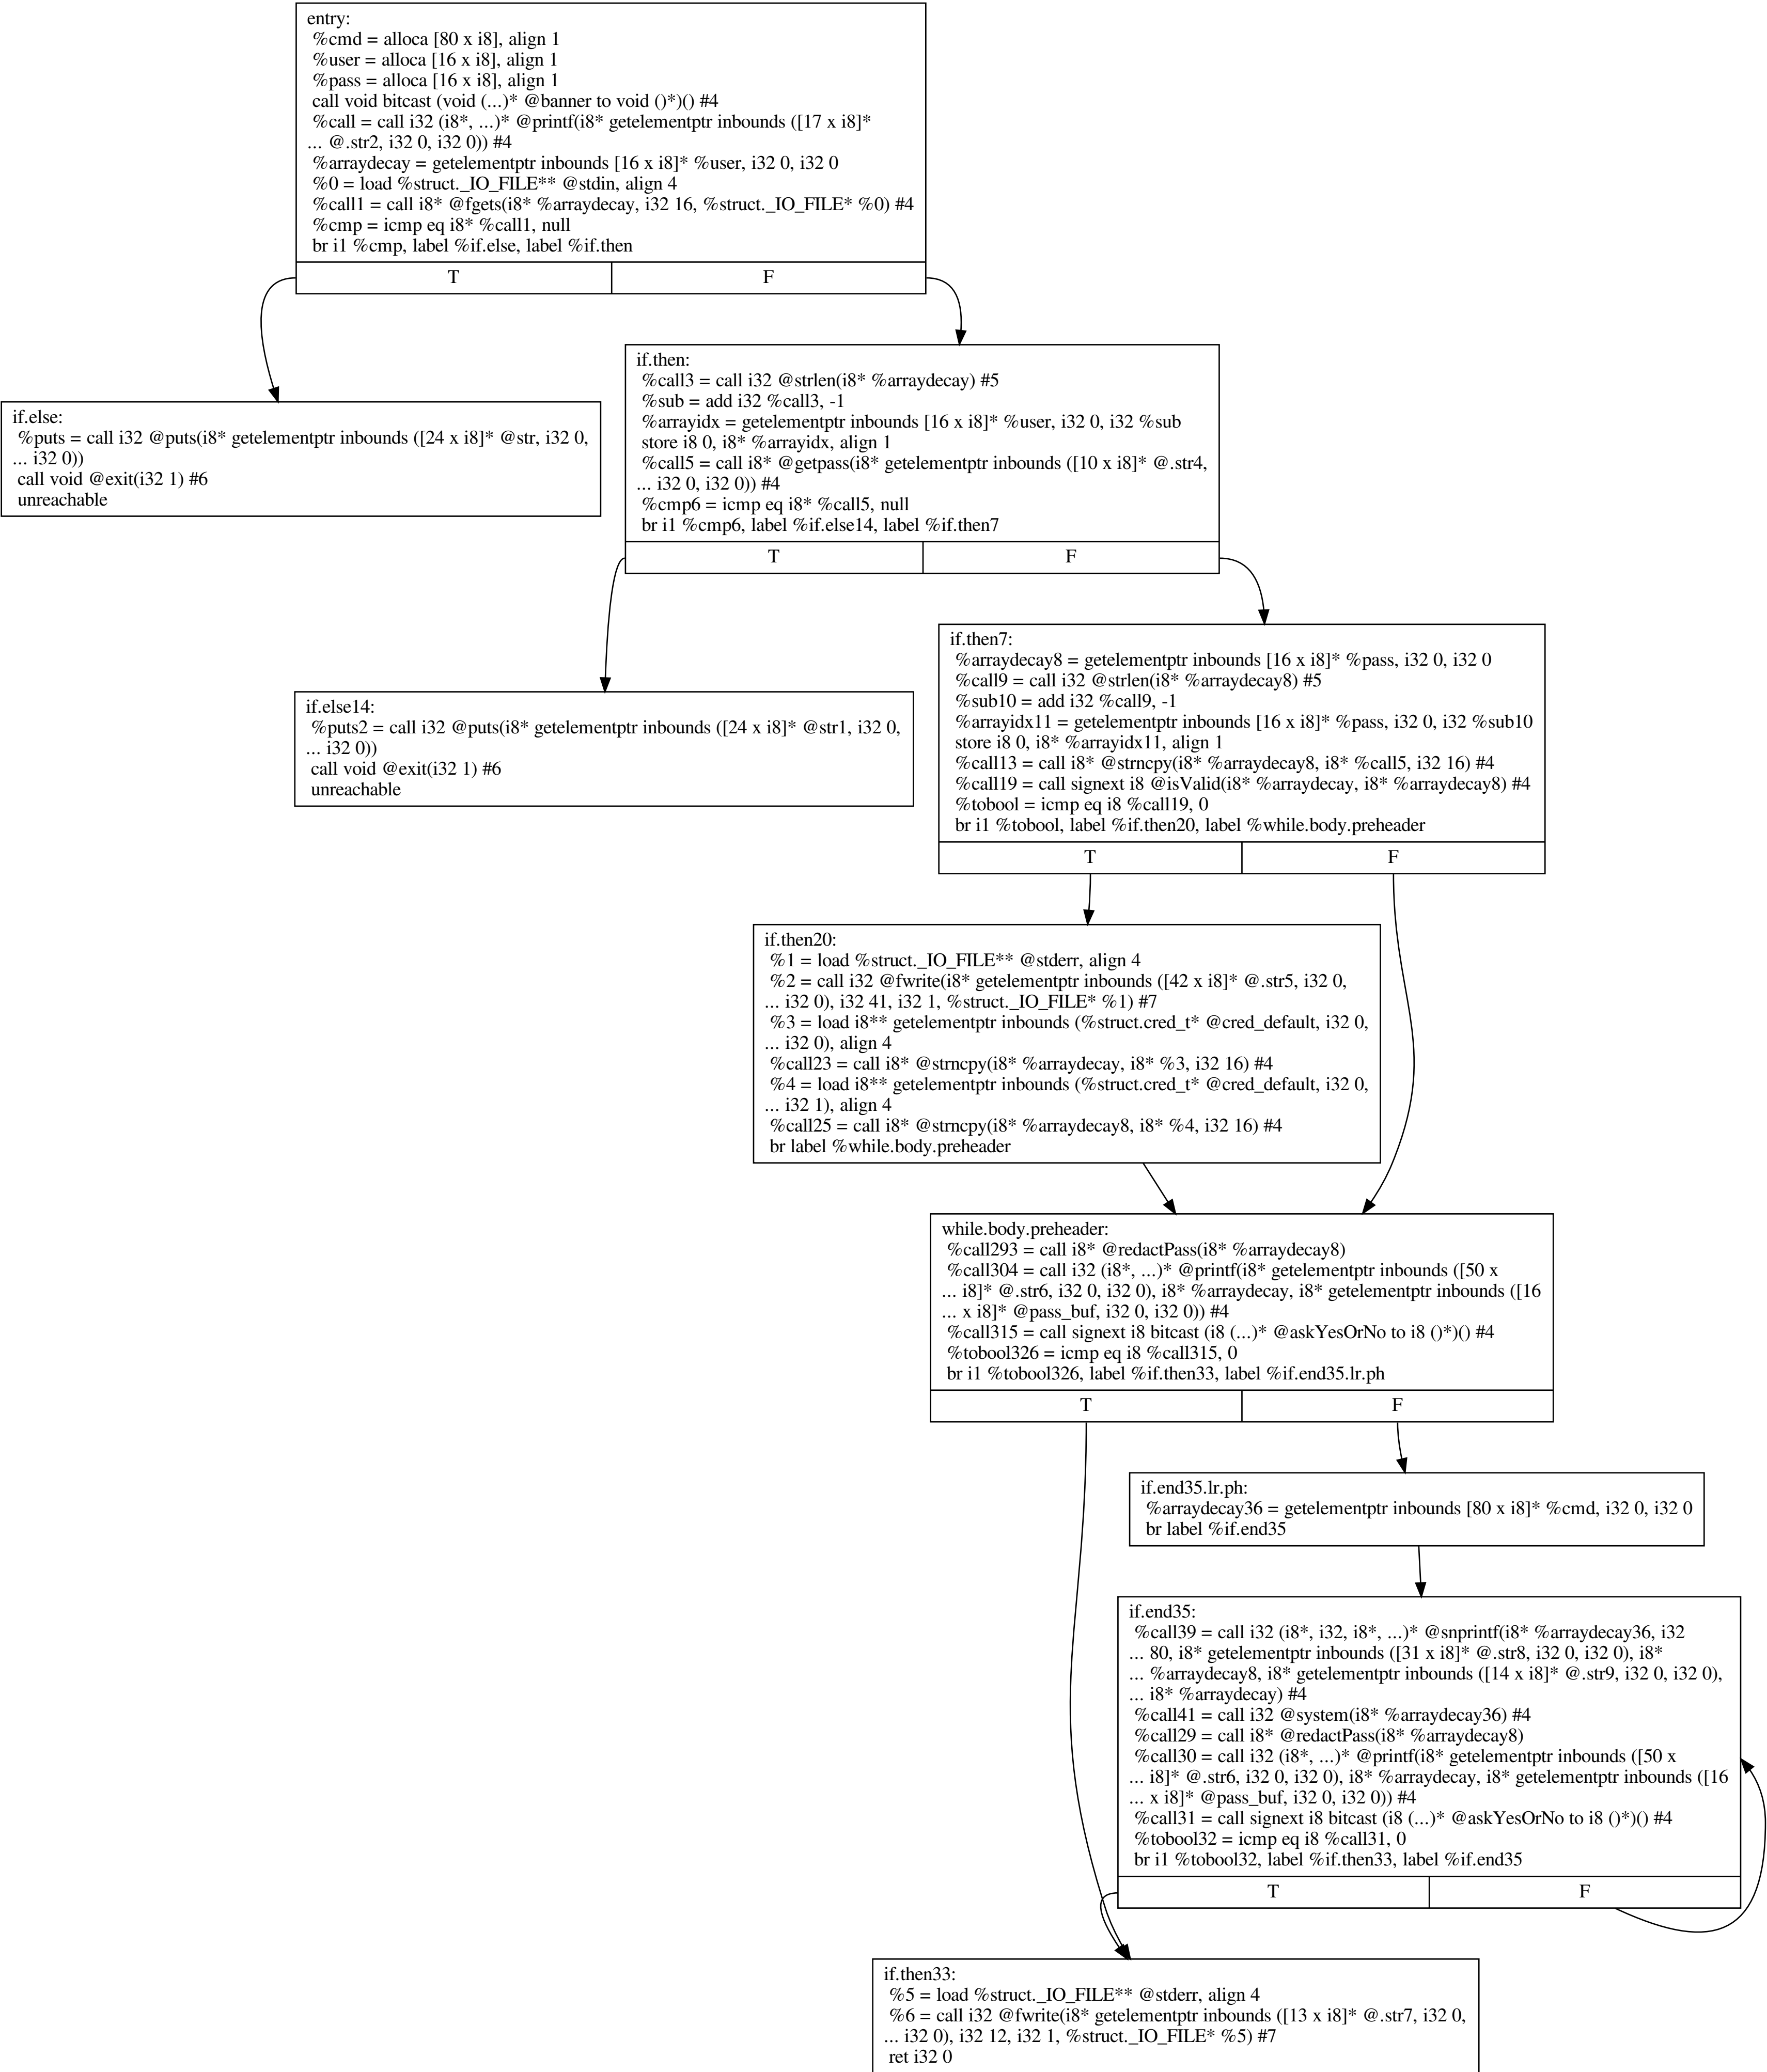 entry:
%cmd = alloca [80 x i8], align 1
%user = alloca [16 x i8], align 1
%pass = alloca [16 x i8], align 1
call void bitcast (void (...)* @banner to void ()*)() #4
%call = call i32 (i8*, ...)* @printf(i8* getelementptr inbounds ([17 x i8]*
... @.str2, i32 0, i32 0)) #4
%arraydecay = getelementptr inbounds [16 x i8]* %user, i32 0, i32 0
%0 = load %struct._IO_FILE** @stdin, align 4
%call1 = call i8* @fgets(i8* %arraydecay, i32 16, %struct._IO_FILE* %0) #4
%cmp = icmp eq i8* %call1, null
br i1 %cmp, label %if.else, label %if.then
T F
if.else:
%puts = call i32 @puts(i8* getelementptr inbounds ([24 x i8]* @str, i32 0,
... i32 0))
call void @exit(i32 1) #6
unreachable
if.then:
%call3 = call i32 @strlen(i8* %arraydecay) #5
%sub = add i32 %call3, -1
%arrayidx = getelementptr inbounds [16 x i8]* %user, i32 0, i32 %sub
store i8 0, i8* %arrayidx, align 1
%call5 = call i8* @getpass(i8* getelementptr inbounds ([10 x i8]* @.str4,
... i32 0, i32 0)) #4
%cmp6 = icmp eq i8* %call5, null
br i1 %cmp6, label %if.else14, label %if.then7
T F
if.else14:
%puts2 = call i32 @puts(i8* getelementptr inbounds ([24 x i8]* @str1, i32 0,
... i32 0))
call void @exit(i32 1) #6
unreachable
if.then7:
%arraydecay8 = getelementptr inbounds [16 x i8]* %pass, i32 0, i32 0
%call9 = call i32 @strlen(i8* %arraydecay8) #5
%sub10 = add i32 %call9, -1
%arrayidx11 = getelementptr inbounds [16 x i8]* %pass, i32 0, i32 %sub10
store i8 0, i8* %arrayidx11, align 1
%call13 = call i8* @strncpy(i8* %arraydecay8, i8* %call5, i32 16) #4
%call19 = call signext i8 @isValid(i8* %arraydecay, i8* %arraydecay8) #4
%tobool = icmp eq i8 %call19, 0
br i1 %tobool, label %if.then20, label %while.body.preheader
T F
if.then20:
%1 = load %struct._IO_FILE** @stderr, align 4
%2 = call i32 @fwrite(i8* getelementptr inbounds ([42 x i8]* @.str5, i32 0,
... i32 0), i32 41, i32 1, %struct._IO_FILE* %1) #7
%3 = load i8** getelementptr inbounds (%struct.cred_t* @cred_default, i32 0,
... i32 0), align 4
%call23 = call i8* @strncpy(i8* %arraydecay, i8* %3, i32 16) #4
%4 = load i8** getelementptr inbounds (%struct.cred_t* @cred_default, i32 0,
... i32 1), align 4
%call25 = call i8* @strncpy(i8* %arraydecay8, i8* %4, i32 16) #4
br label %while.body.preheader
while.body.preheader:
%call293 = call i8* @redactPass(i8* %arraydecay8)
%call304 = call i32 (i8*, ...)* @printf(i8* getelementptr inbounds ([50 x
... i8]* @.str6, i32 0, i32 0), i8* %arraydecay, i8* getelementptr inbounds ([16
... x i8]* @pass_buf, i32 0, i32 0)) #4
%call315 = call signext i8 bitcast (i8 (...)* @askYesOrNo to i8 ()*)() #4
%tobool326 = icmp eq i8 %call315, 0
br i1 %tobool326, label %if.then33, label %if.end35.lr.ph
T F
if.end35.lr.ph:
%arraydecay36 = getelementptr inbounds [80 x i8]* %cmd, i32 0, i32 0
br label %if.end35
if.end35:
%call39 = call i32 (i8*, i32, i8*, ...)* @snprintf(i8* %arraydecay36, i32
... 80, i8* getelementptr inbounds ([31 x i8]* @.str8, i32 0, i32 0), i8*
... %arraydecay8, i8* getelementptr inbounds ([14 x i8]* @.str9, i32 0, i32 0),
... i8* %arraydecay) #4
%call41 = call i32 @system(i8* %arraydecay36) #4
%call29 = call i8* @redactPass(i8* %arraydecay8)
%call30 = call i32 (i8*, ...)* @printf(i8* getelementptr inbounds ([50 x
... i8]* @.str6, i32 0, i32 0), i8* %arraydecay, i8* getelementptr inbounds ([16
... x i8]* @pass_buf, i32 0, i32 0)) #4
%call31 = call signext i8 bitcast (i8 (...)* @askYesOrNo to i8 ()*)() #4
%tobool32 = icmp eq i8 %call31, 0
br i1 %tobool32, label %if.then33, label %if.end35
T F
if.then33:
%5 = load %struct._IO_FILE** @stderr, align 4
%6 = call i32 @fwrite(i8* getelementptr inbounds ([13 x i8]* @.str7, i32 0,
... i32 0), i32 12, i32 1, %struct._IO_FILE* %5) #7
ret i32 0